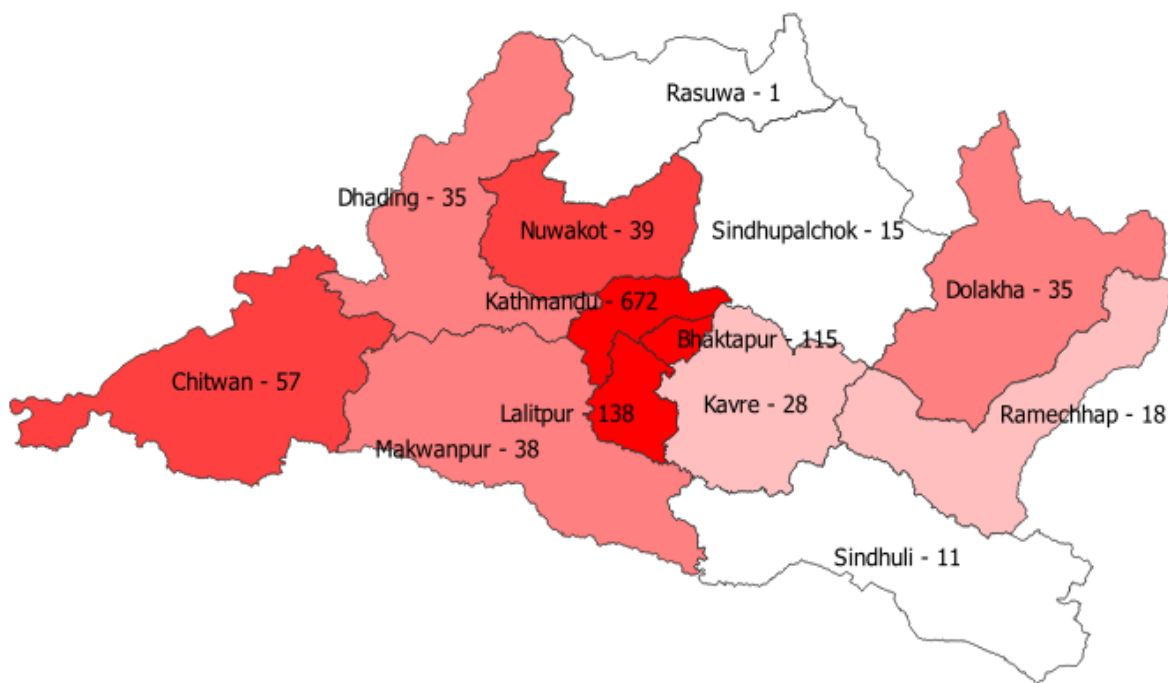 Rasuwa - 1
Dhading - 35
Nuwakot - 39
Sindhupalchok - 15
Dolakha - 35
Kathmandu - 672
Bhaktapur - 115
Chitwan - 57
Kavre - 28
Lalitpur - 138
Ramechhap - 18
Makwanpur - 38
Sindhuli - 11